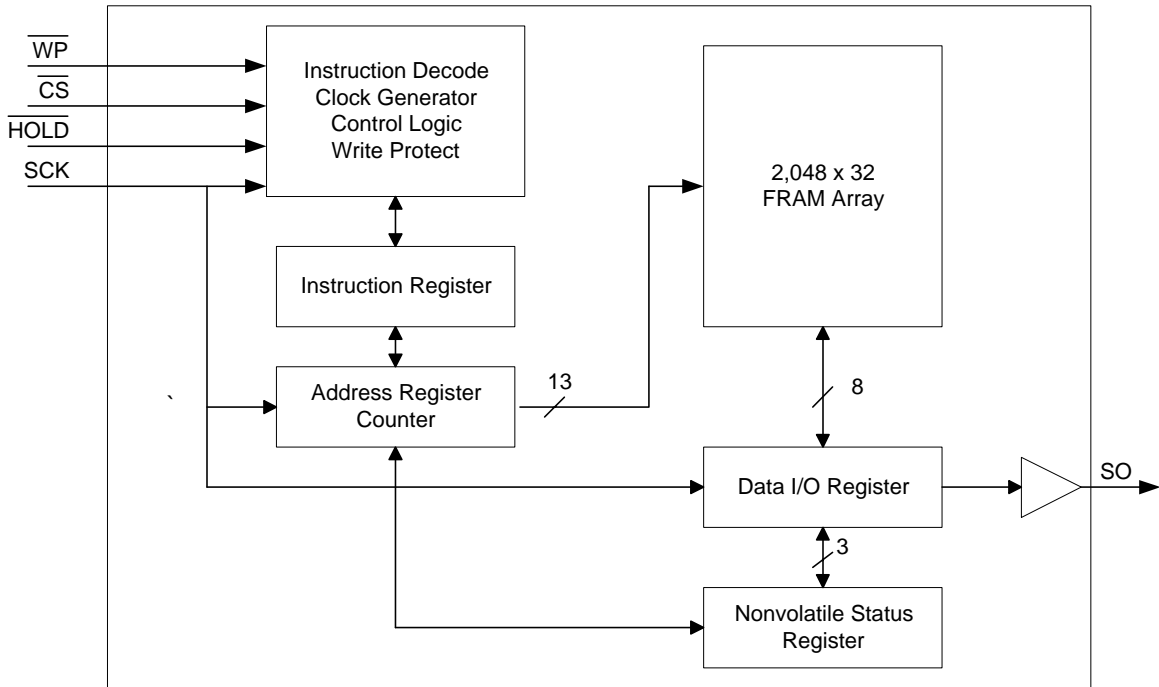 WP
CS
HOLD
SCK
Instruction Decode
Clock Generator
Control Logic
Write Protect
2,048 x 32
FRAM Array
Instruction Register
Address Register
Counter
13
8
`
Data I/O Register
SO
3
Nonvolatile Status
Register